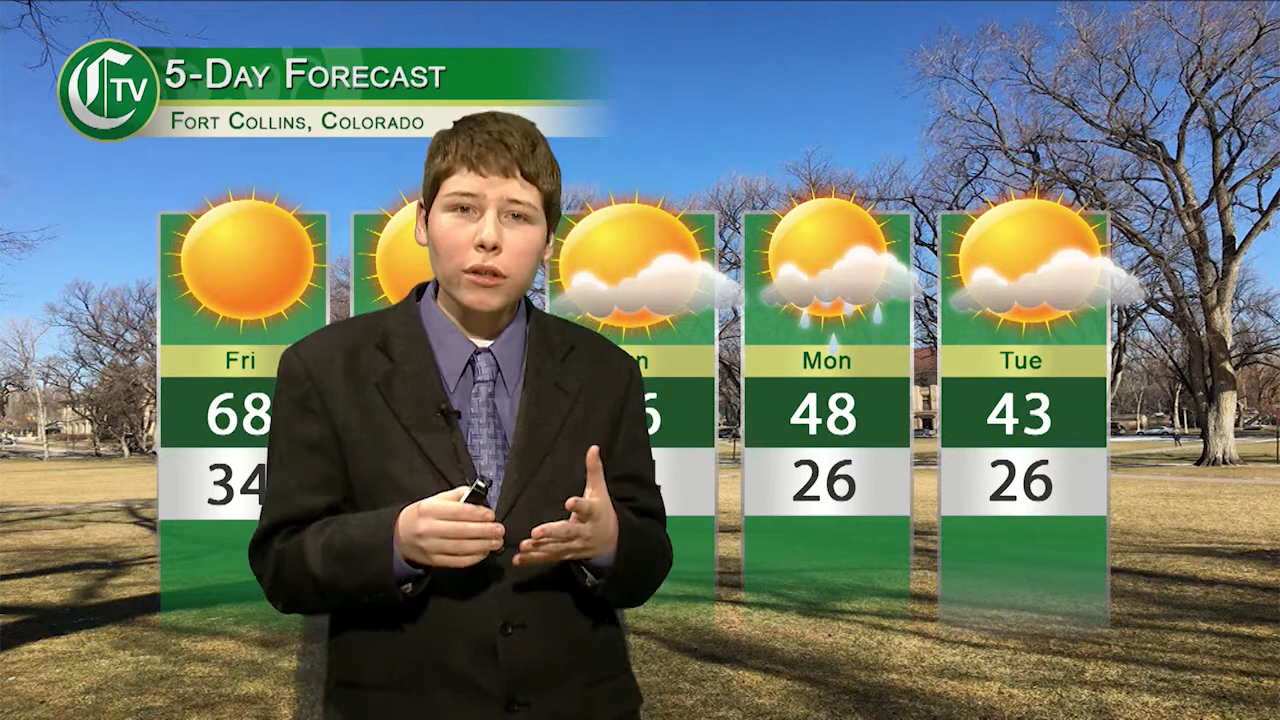 CTV
5-Day Forecast
Fort Collins, Colorado
Fri
Mon
Tue
68
48
43
34
26
26